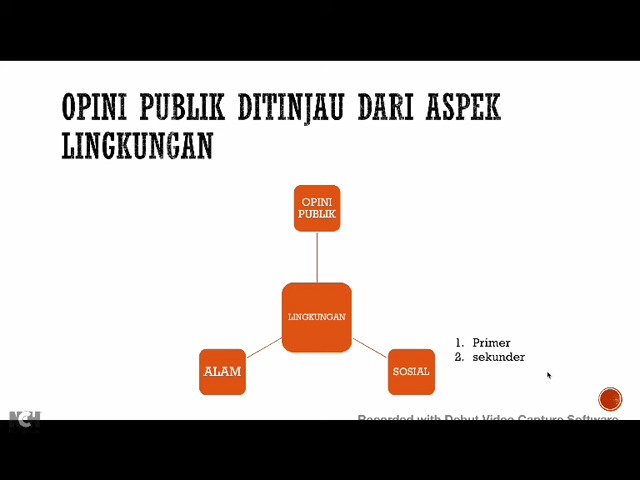 OPINI PUBLIK DITINJAU DARI ASPEK
LINGKUNGAN
OPINI
PUBLIK
LINGKUNGAN
ALAM
SOSIAL
1. Primer
2. sekunder
NCH
Recorded with Debut Video Capture Software